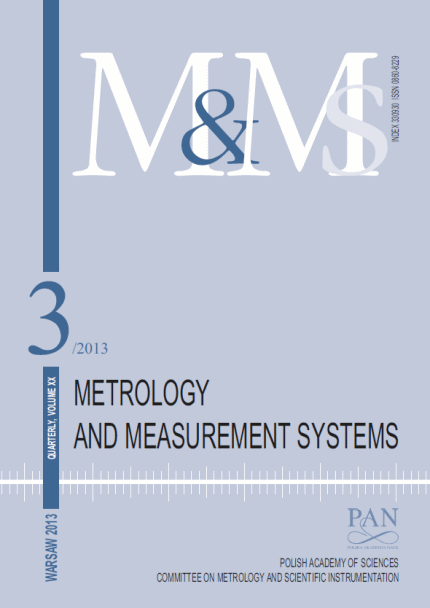 M&Ms
INDEX 330930 ISSN 0860-8229
3
/2013
QUARTERLY, VOLUME XX
METROLOGY
AND MEASUREMENT SYSTEMS
WARSAW 2013
PAN
POLISH ACADEMY OF SCIENCES
COMMITTEE ON METROLOGY AND SCIENTIFIC INSTRUMENTATION